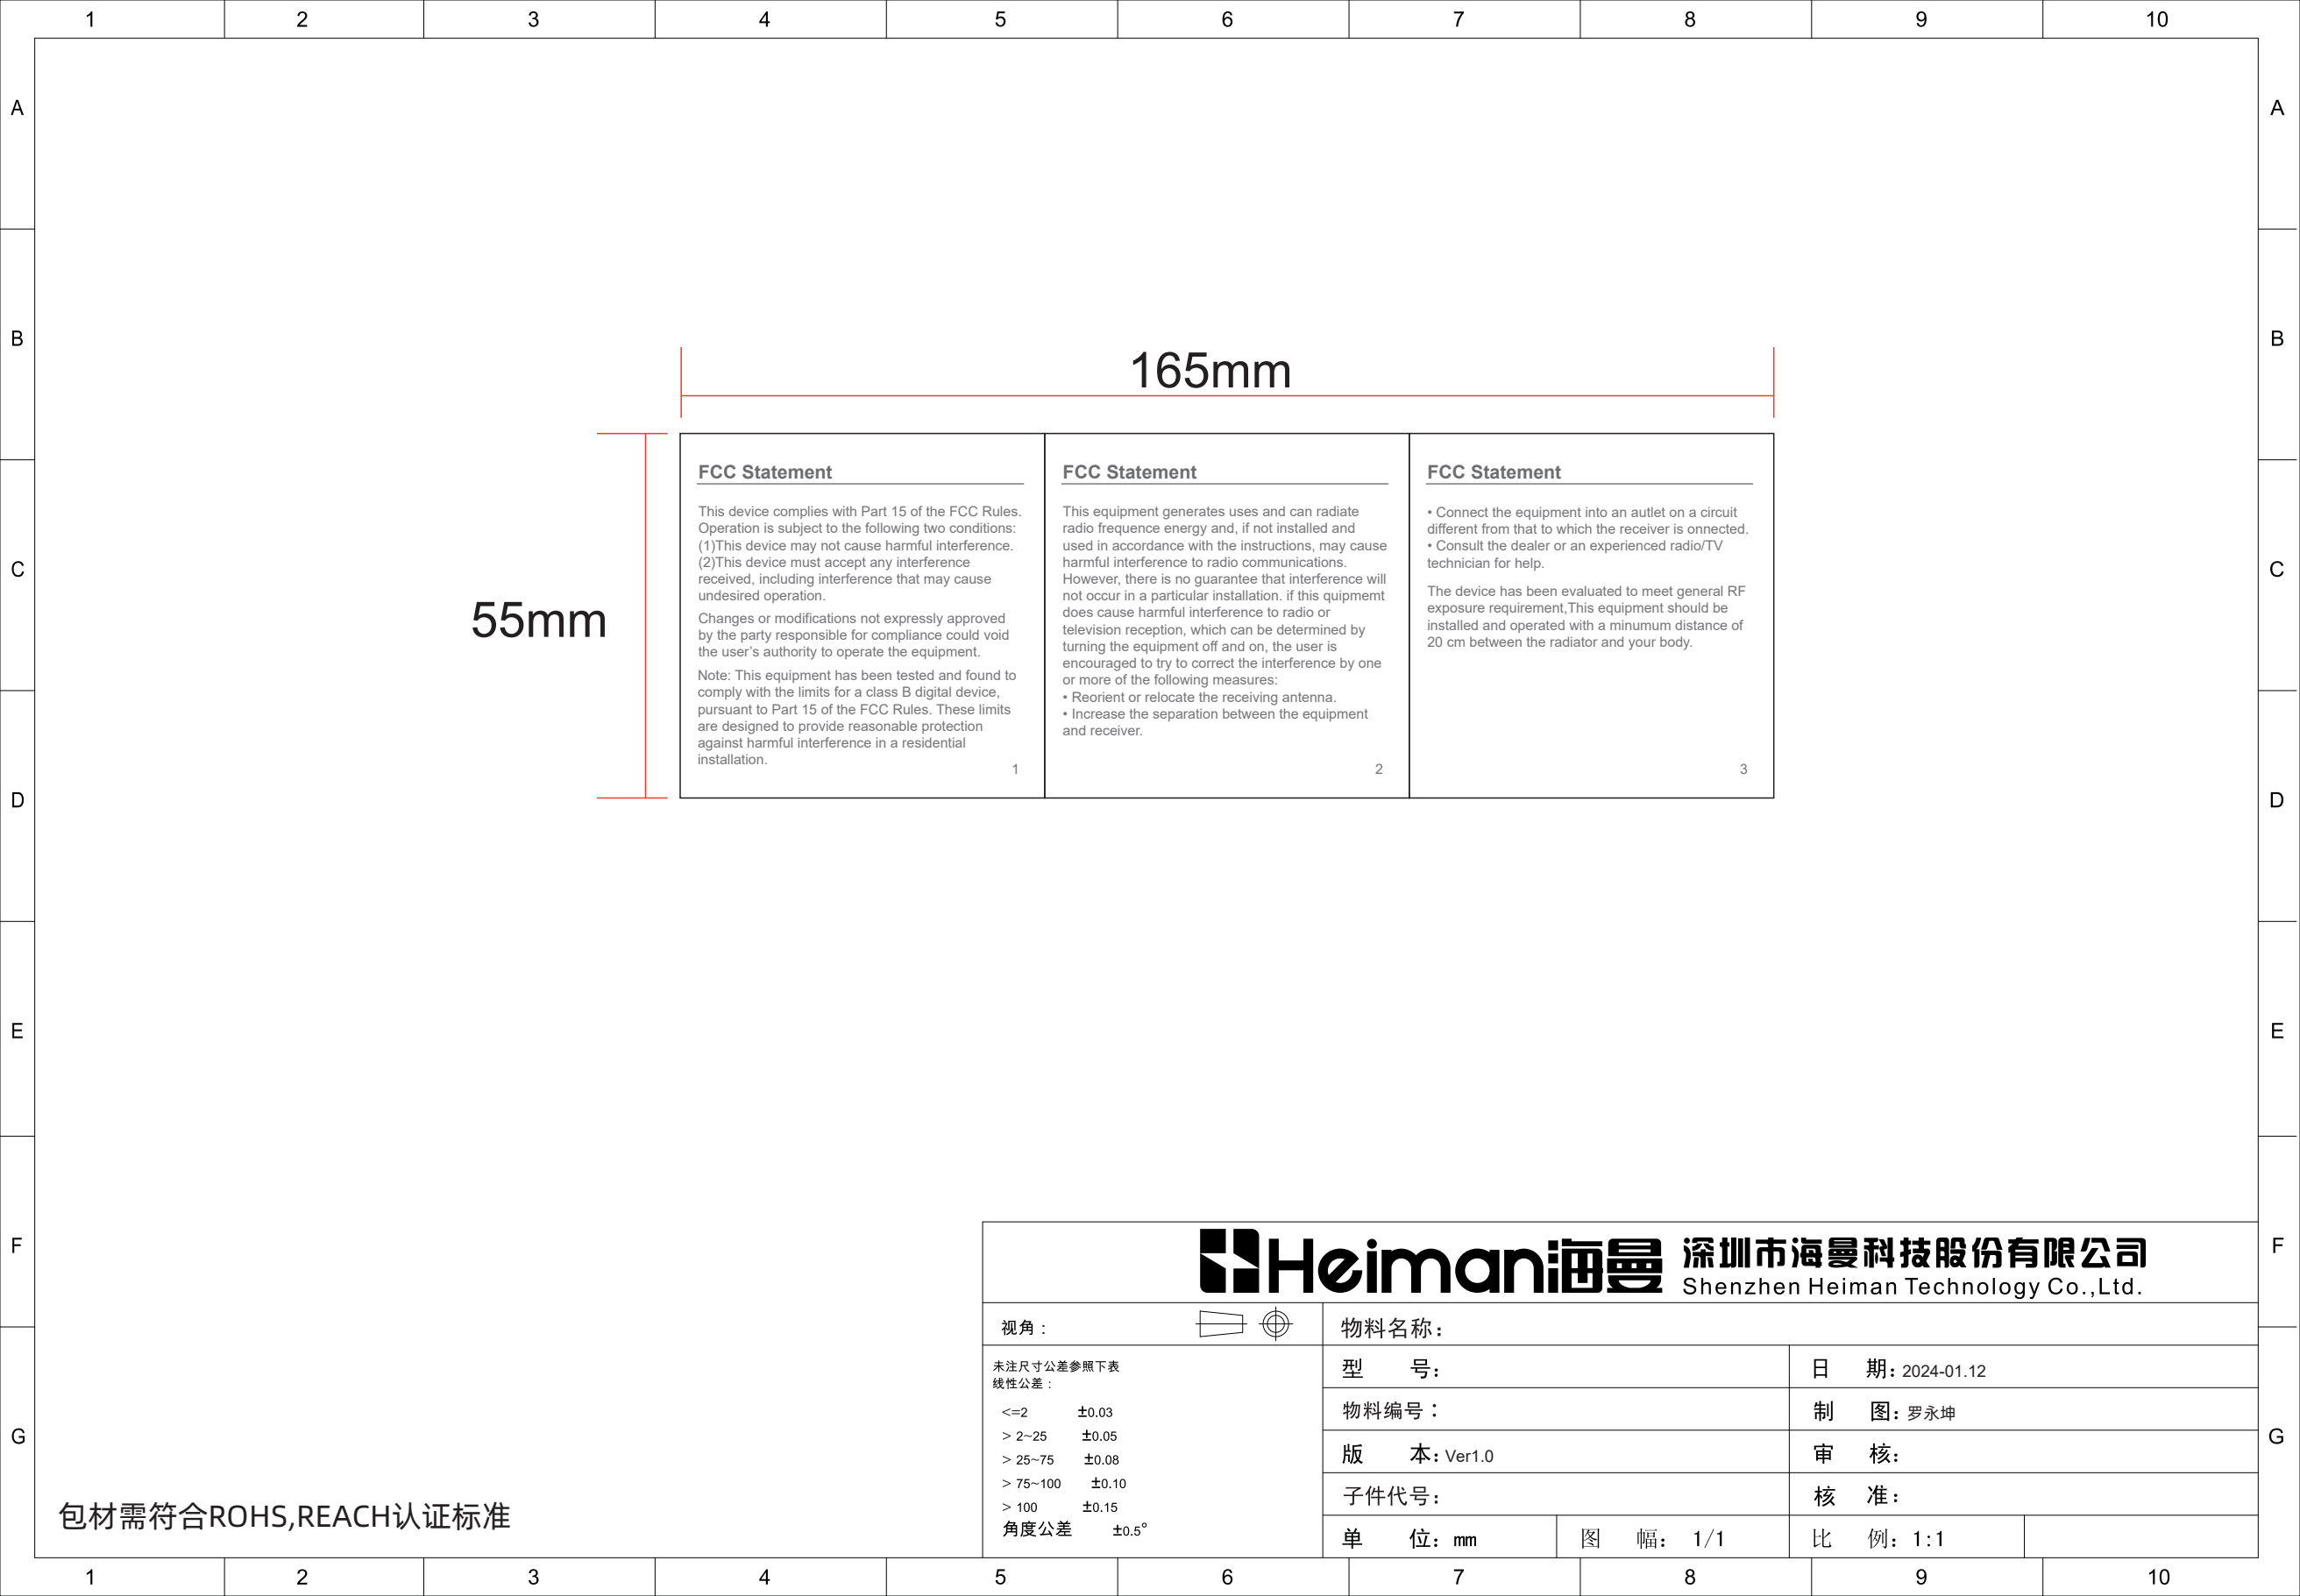 1 2 3 4 5 6 7 8 9 10
A A
B B
C C
D D
E E
F F
G G
165mm
55mm
FCC Statement
This device complies with Part 15 of the FCC Rules.
Operation is subject to the following two conditions:
(1)This device may not cause harmful interference.
(2)This device must accept any interference
received, including interference that may cause
undesired operation.
Changes or modifications not expressly approved
by the party responsible for compliance could void
the user's authority to operate the equipment.
Note: This equipment has been tested and found to
comply with the limits for a class B digital device,
pursuant to Part 15 of the FCC Rules. These limits
are designed to provide reasonable protection
against harmful interference in a residential
installation.
1
FCC Statement
This equipment generates uses and can radiate
radio frequence energy and, if not installed and
used in accordance with the instructions, may cause
harmful interference to radio communications.
However, there is no guarantee that interference will
not occur in a particular installation. if this quipmemt
does cause harmful interference to radio or
television reception, which can be determined by
turning the equipment off and on, the user is
encouraged to try to correct the interference by one
or more of the following measures:
• Reorient or relocate the receiving antenna.
• Increase the separation between the equipment
and receiver.
2
FCC Statement
• Connect the equipment into an autlet on a circuit
different from that to which the receiver is onnected.
• Consult the dealer or an experienced radio/TV
technician for help.
The device has been evaluated to meet general RF
exposure requirement,This equipment should be
installed and operated with a minumum distance of
20 cm between the radiator and your body.
3
Heiman海曼 深圳市海曼科技股份有限公司
Shenzhen Heiman Technology Co.,Ltd.
视角：
物料名称：
未注尺寸公差参照下表
线性公差：
<=2 ±0.03
> 2~25 ±0.05
> 25~75 ±0.08
> 75~100 ±0.10
> 100 ±0.15
角度公差 ±0.5°
型 号：
日 期：2024-01.12
物料编号：
制 图：罗永坤
版 本：Ver1.0
审 核：
子件代号：
核 准：
单 位：mm
图 幅： 1/1
比 例：1:1
包材需符合ROHS,REACH认证标准
1 2 3 4 5 6 7 8 9 10